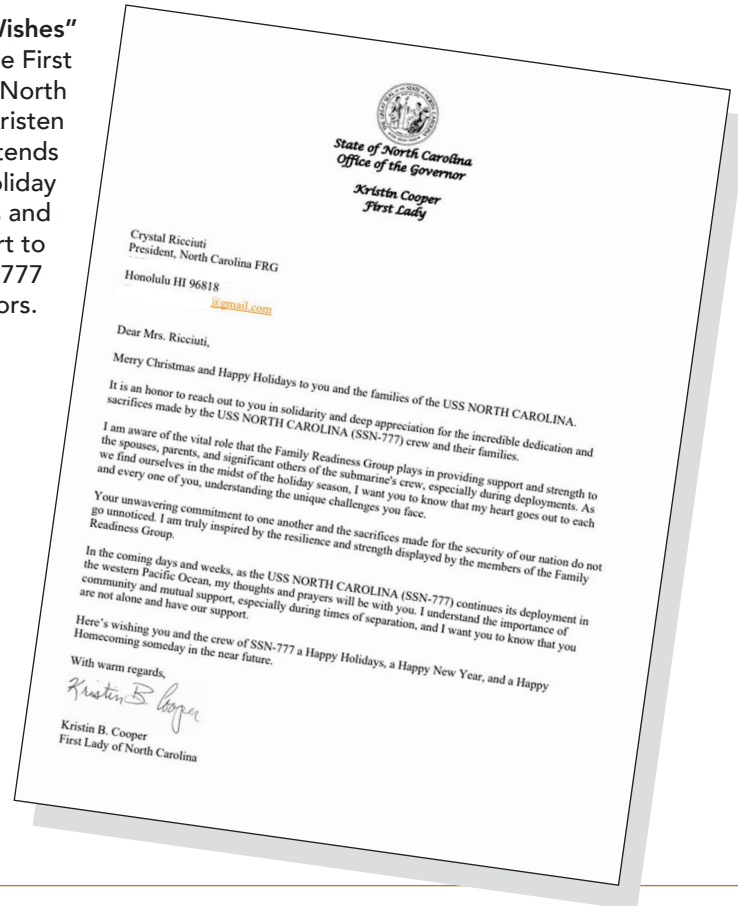 Wishes”
e First
North
risten
tends
oliday
and
rt to
777
ors.
State of North Carolina
Office of the Governor
Kristin Cooper
First Lady
Crystal Ricciuti
President, North Carolina FRG
Honolulu HI 96818
@gmail.com
Dear Mrs. Ricciuti,
Merry Christmas and Happy Holidays to you and the families of the USS NORTH CAROLINA.
It is an honor to reach out to you in solidarity and deep appreciation for the incredible dedication and
sacrifices made by the USS NORTH CAROLINA (SSN-777) crew and their families.
I am aware of the vital role that the Family Readiness Group plays in providing support and strength to
the spouses, parents, and significant others of the submarine's crew, especially during deployments. As
we find ourselves in the midst of the holiday season, I want you to know that my heart goes out to each
and every one of you, understanding the unique challenges you face.
Your unwavering commitment to one another and the sacrifices made for the security of our nation do not
go unnoticed. I am truly inspired by the resilience and strength displayed by the members of the Family
Readiness Group.
In the coming days and weeks, as the USS NORTH CAROLINA (SSN-777) continues its deployment in
the western Pacific Ocean, my thoughts and prayers will be with you. I understand the importance of
community and mutual support, especially during times of separation, and I want you to know that you
are not alone and have our support.
Here’s wishing you and the crew of SSN-777 a Happy Holidays, a Happy New Year, and a Happy
Homecoming someday in the near future.
With warm regards,
Kristin B. Cooper
Kristin B. Cooper
First Lady of North Carolina